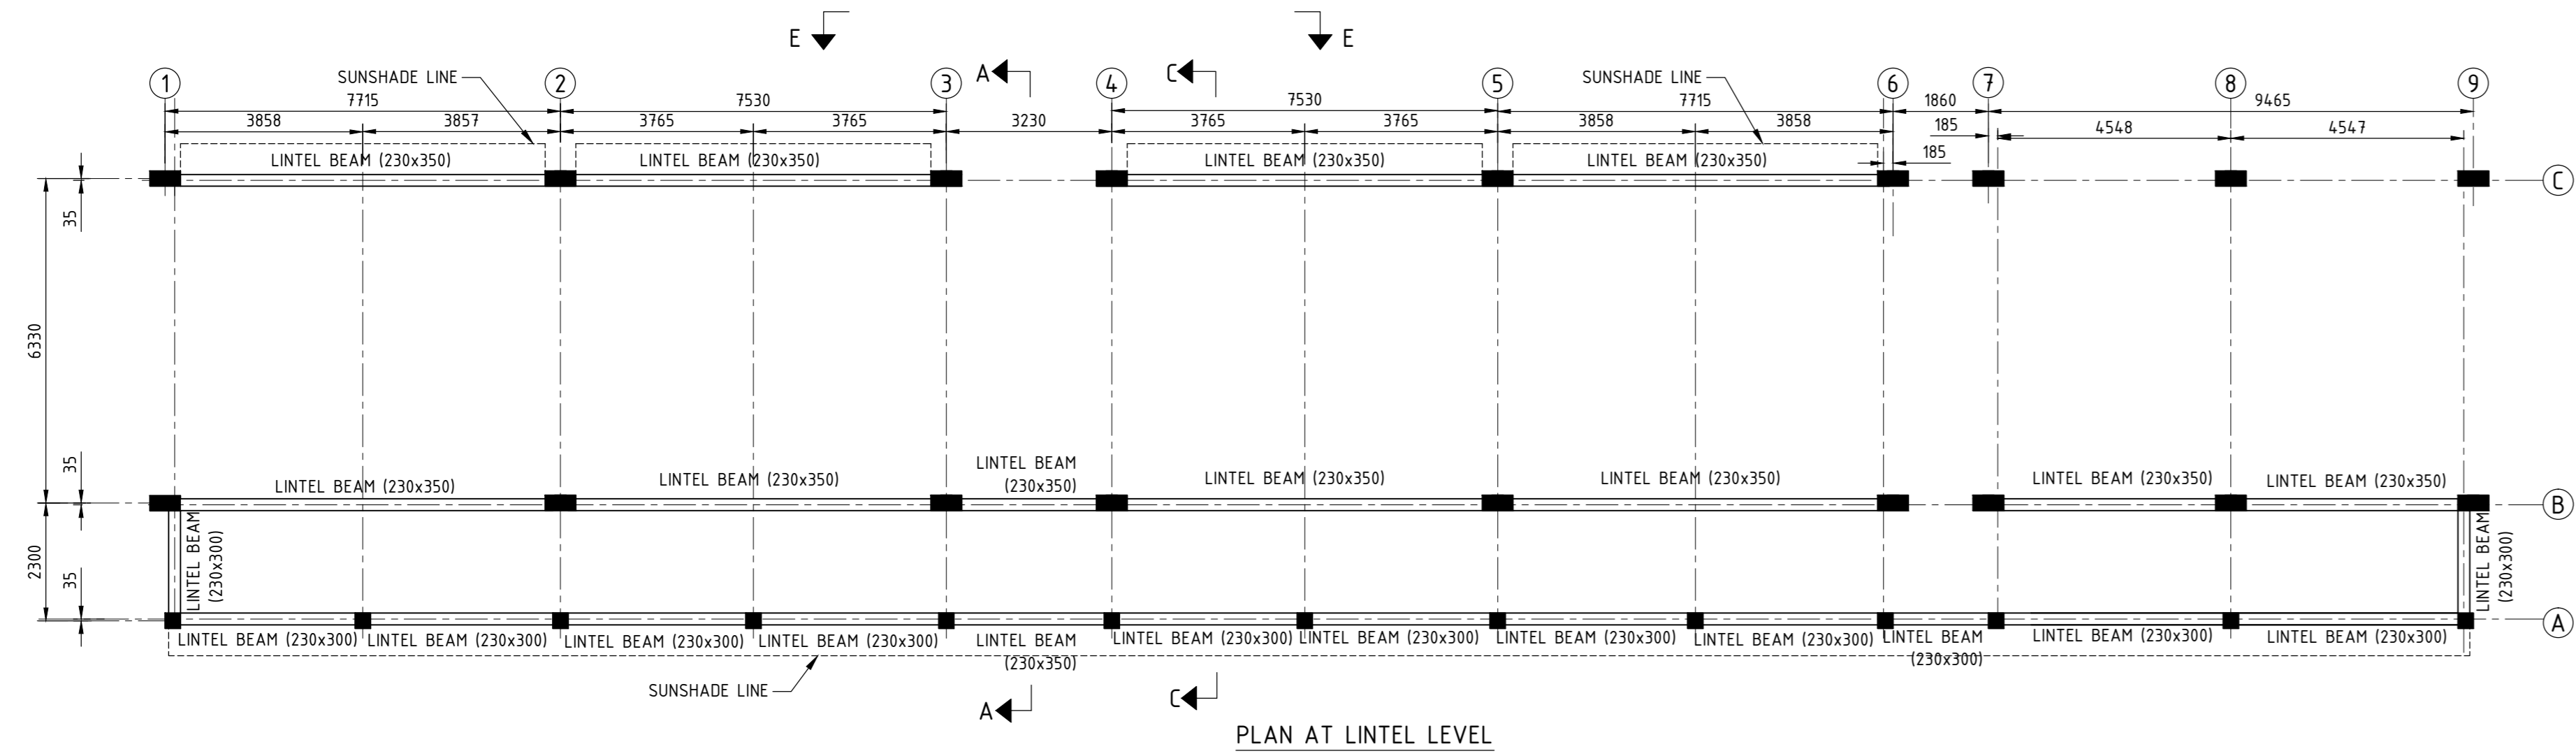 E E
A C
1 2 3 4 5 6 7 8 9
SUNSHADE LINE SUNSHADE LINE
7715 7530 7530 7715 1860 9465
3858 3857 3765 3765 3230 3765 3765 3858 3858 185 4548 4547
LINTEL BEAM (230x350) LINTEL BEAM (230x350) LINTEL BEAM (230x350) LINTEL BEAM (230x350) 185
C
35
6330
35
LINTEL BEAM
(230x350)
LINTEL BEAM (230x350) LINTEL BEAM (230x350) LINTEL BEAM (230x350) LINTEL BEAM (230x350) LINTEL BEAM (230x350) LINTEL BEAM (230x350)
B
2300
35
LINTEL BEAM
(230x300)
LINTEL BEAM
(230x300)
A
LINTEL BEAM (230x300) LINTEL BEAM (230x300) LINTEL BEAM (230x300) LINTEL BEAM (230x300) LINTEL BEAM
(230x350)
LINTEL BEAM (230x300) LINTEL BEAM (230x300) LINTEL BEAM (230x300) LINTEL BEAM (230x300) LINTEL BEAM
(230x300)
LINTEL BEAM (230x300) LINTEL BEAM (230x300)
SUNSHADE LINE
A C
PLAN AT LINTEL LEVEL